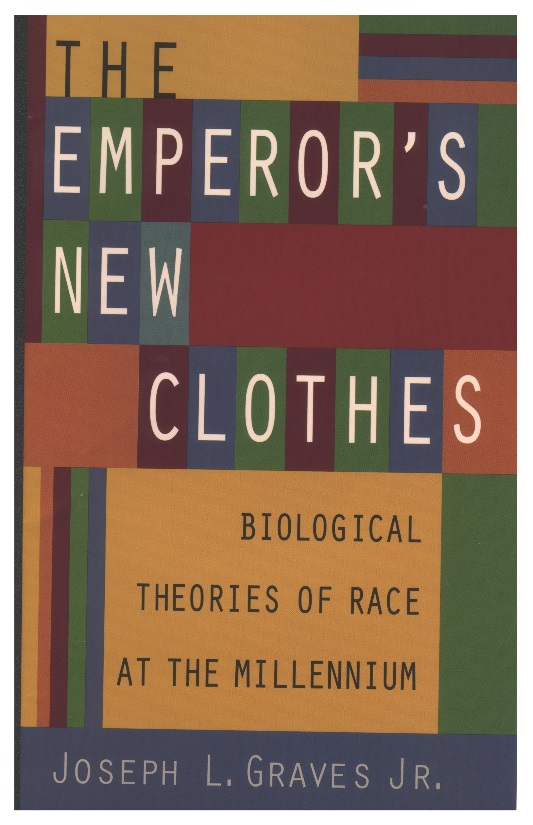 THE
EMPEROR'S
NEW
CLOTHES
BIOLOGICAL
THEORIES OF RACE
AT THE MILLENNIUM
JOSEPH L. GRAVES JR.